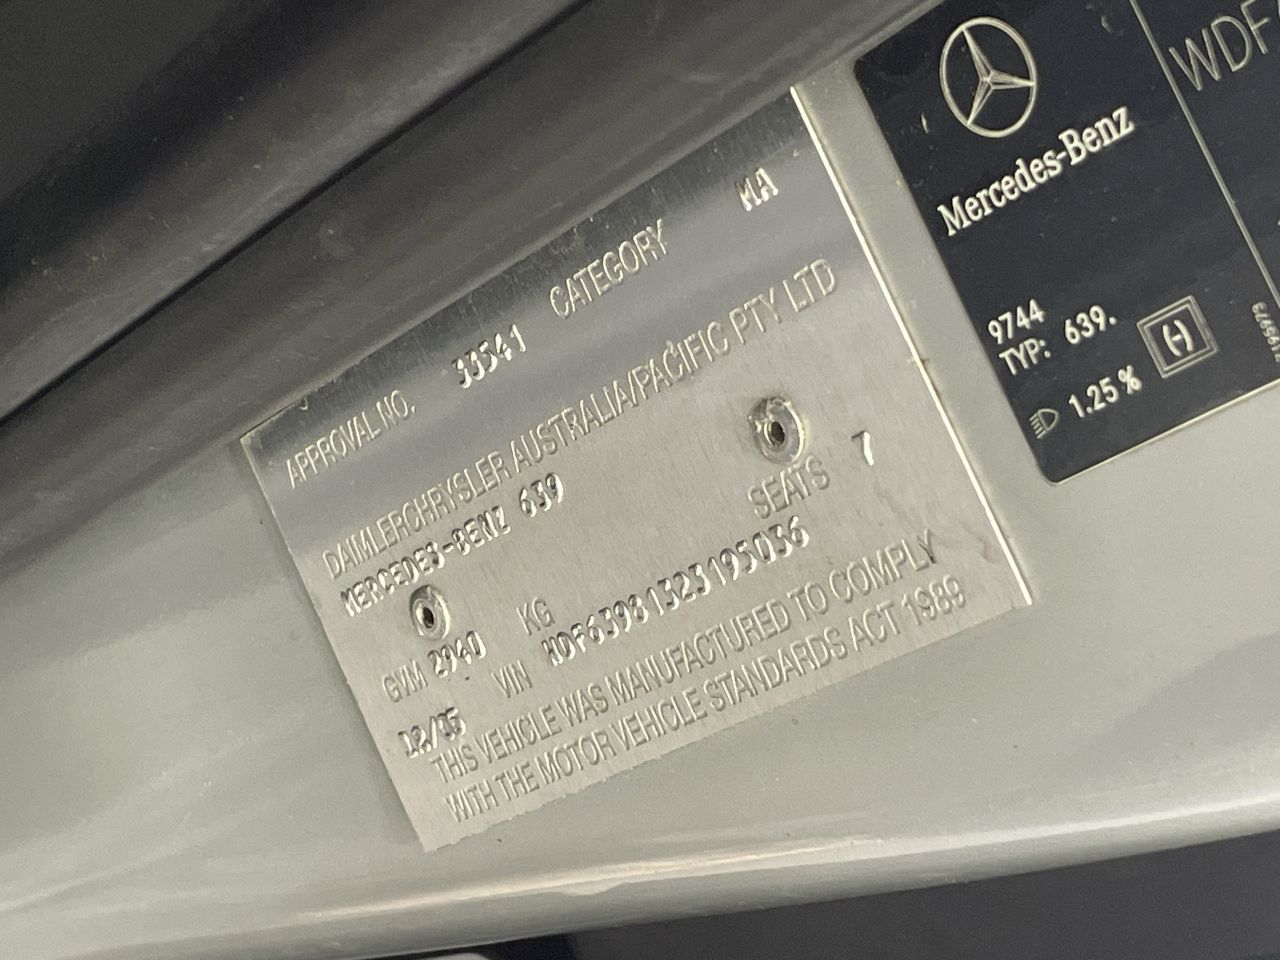 APPROVAL NO. 33541 CATEGORY MA
DAIMLERCHRYSLER AUSTRALIA/PACIFIC PTY LTD
MERCEDES-BENZ 639
GVM 2940 KG SEATS 7
12/05 VIN WDF63981323195036
THIS VEHICLE WAS MANUFACTURED TO COMPLY
WITH THE MOTOR VEHICLE STANDARDS ACT 1989
Mercedes-Benz
9744
TYP: 639.
1.25 %
(-)
WDF